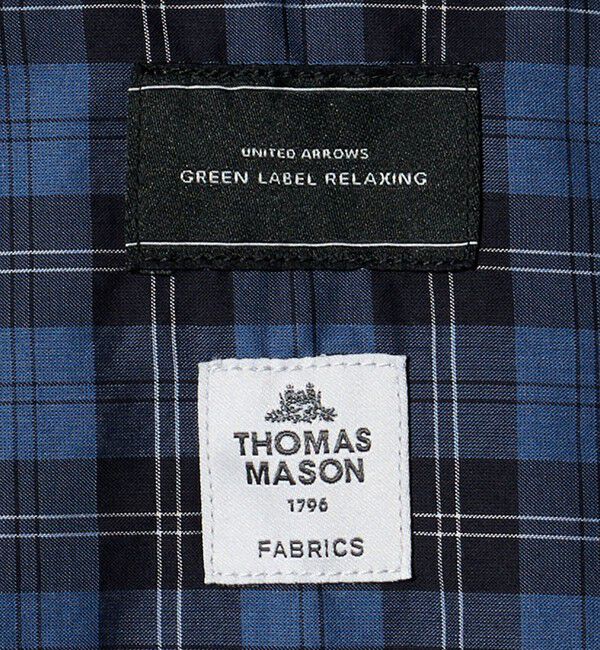 UNITED ARROWS
GREEN LABEL RELAXING
THOMAS
MASON
1796
FABRICS